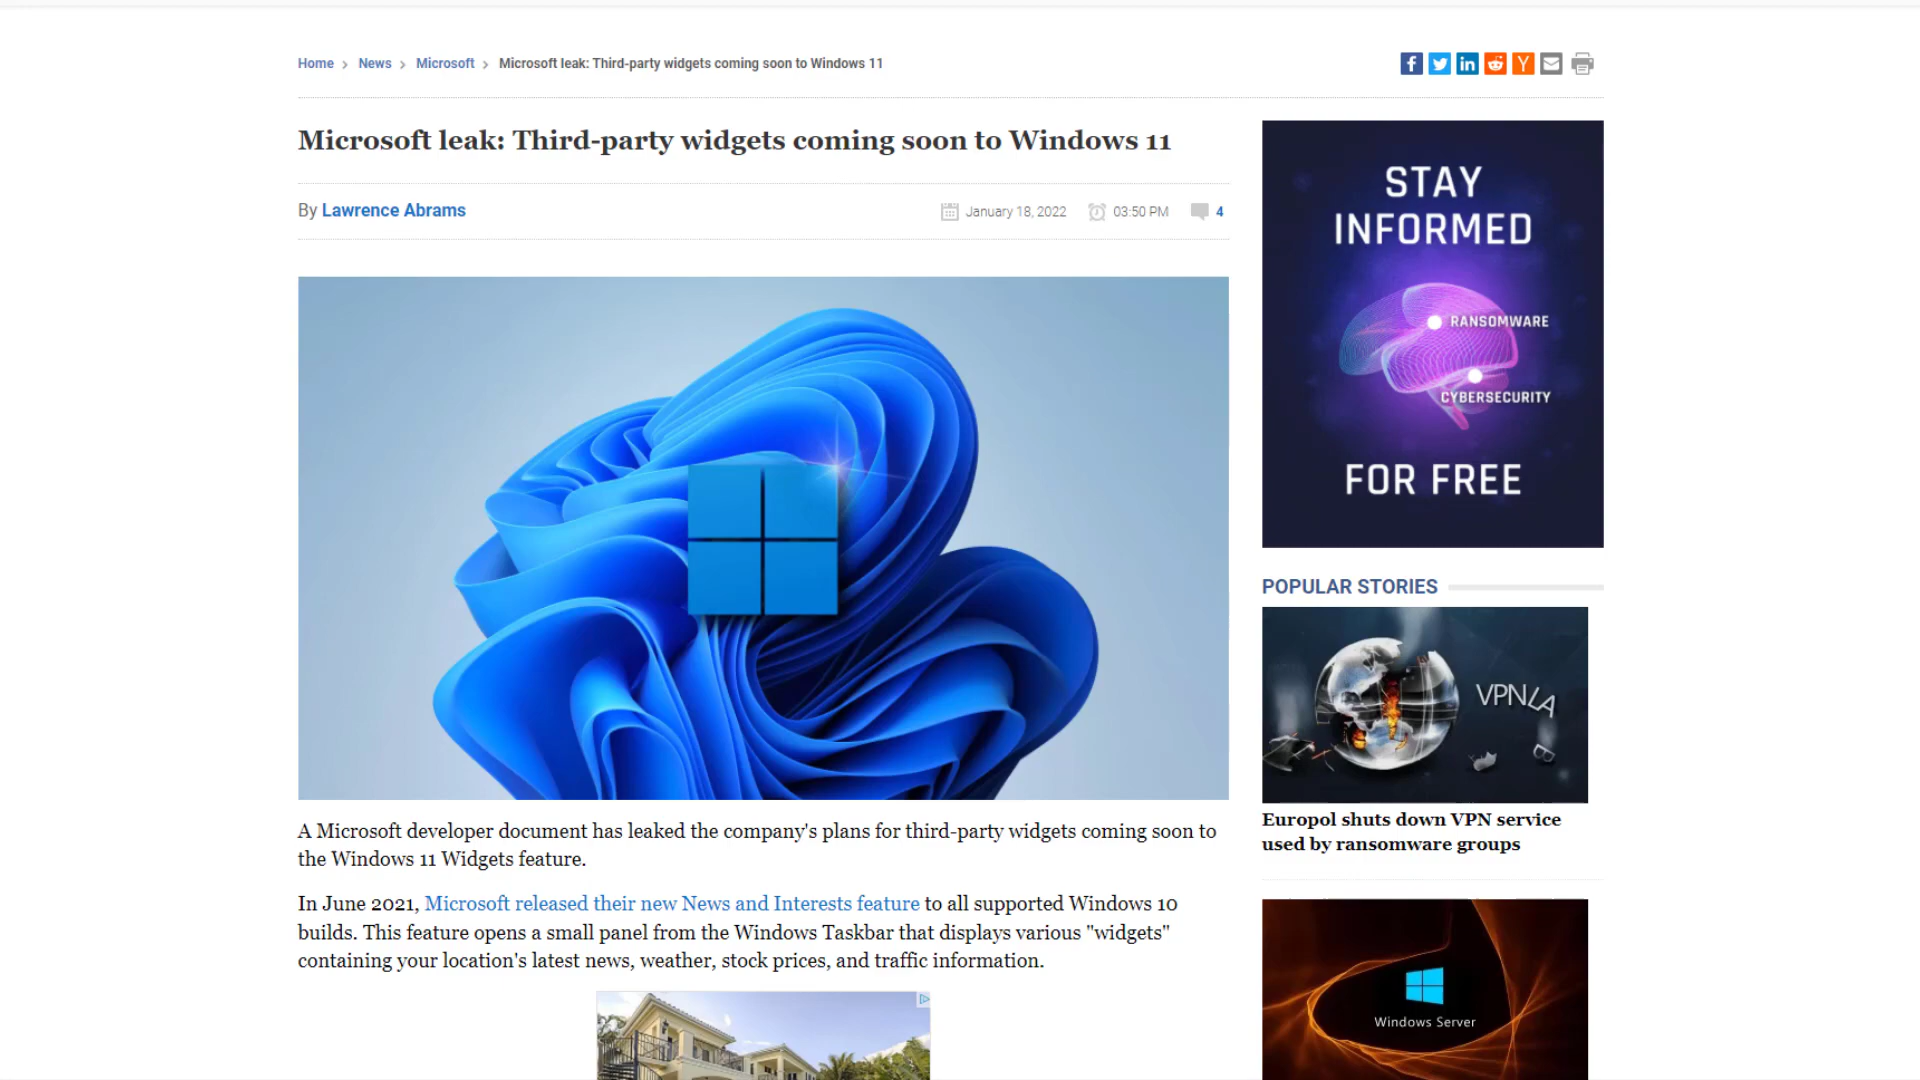 Home > News > Microsoft > Microsoft leak: Third-party widgets coming soon to Windows 11
Microsoft leak: Third-party widgets coming soon to Windows 11
By Lawrence Abrams
January 18, 2022 03:50 PM 4
A Microsoft developer document has leaked the company's plans for third-party widgets coming soon to
the Windows 11 Widgets feature.
In June 2021, Microsoft released their new News and Interests feature to all supported Windows 10
builds. This feature opens a small panel from the Windows Taskbar that displays various "widgets"
containing your location's latest news, weather, stock prices, and traffic information.
STAY
INFORMED
RANSOMWARE
CYBERSECURITY
FOR FREE
POPULAR STORIES
VPNLA
Europol shuts down VPN service
used by ransomware groups
Windows Server